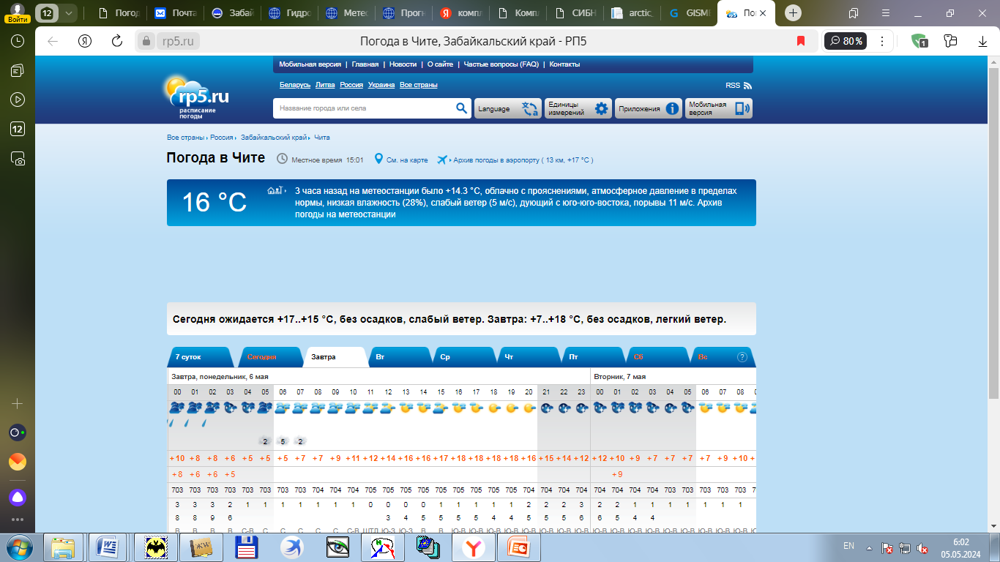 Войти
12
Погод
Почта
Забай
Гидро
Метео
Прогн
компл
Компл
СИБН
arctic_
GISME
По
rp5.ru
Погода в Чите, Забайкальский край - РП5
80%
1
12
Мобильная версия | Главная | Новости | О сайте | Частые вопросы (FAQ) | Контакты
Беларусь Литва Россия Украина Все страны
RSS
rp5.ru
расписание
погоды
Название города или села
Language
Единицы
измерений
Приложения
Мобильная
версия
Все страны › Россия › Забайкальский край › Чита
Погода в Чите
Местное время 15:01
См. на карте
Архив погоды в аэропорту ( 13 км, +17 °C )
16 °C
3 часа назад на метеостанции было +14.3 °C, облачно с прояснениями, атмосферное давление в пределах
нормы, низкая влажность (28%), слабый ветер (5 м/с), дующий с юго-юго-востока, порывы 11 м/с. Архив
погоды на метеостанции
Сегодня ожидается +17..+15 °C, без осадков, слабый ветер. Завтра: +7..+18 °C, без осадков, легкий ветер.
7 суток Сегодня Завтра Вт Ср Чт Пт Сб Вс ?
Завтра, понедельник, 6 мая Вторник, 7 мая
00 01 02 03 04 05 06 07 08 09 10 11 12 13 14 15 16 17 18 19 20 21 22 23 00 01 02 03 04 05 06 07 08
2 5 2
+10 +8 +8 +6 +5 +5 +5 +7 +7 +9 +11 +12 +14 +16 +16 +17 +18 +18 +18 +18 +16 +15 +14 +12 +12 +10 +9 +7 +7 +7 +7 +9 +10
+8 +6 +6 +5 +9
703 703 703 703 703 703 703 703 704 704 704 704 705 705 705 705 705 705 705 704 704 704 704 704 704 704 704 703 703 703 703 703 703
3 3 3 2 1 1 1 1 1 1 1 0 0 0 0 1 1 1 1 1 2 2 2 3 2 2 1 1 1 1 1 1 1
8 8 9 6 3 4 5 5 5 5 4 4 5 5 5 6 6 5 4 4
В В В В С-В С С С С С С-В ШТЛ Ю-З Ю-З В В Ю-В Ю-В Ю-В Ю-В Ю-В Ю-В Ю-В Ю-В Ю-В Ю-В Ю-В Ю-В Ю-В Ю-В Ю-В Ю-В Ю-В
EN
6:02
05.05.2024